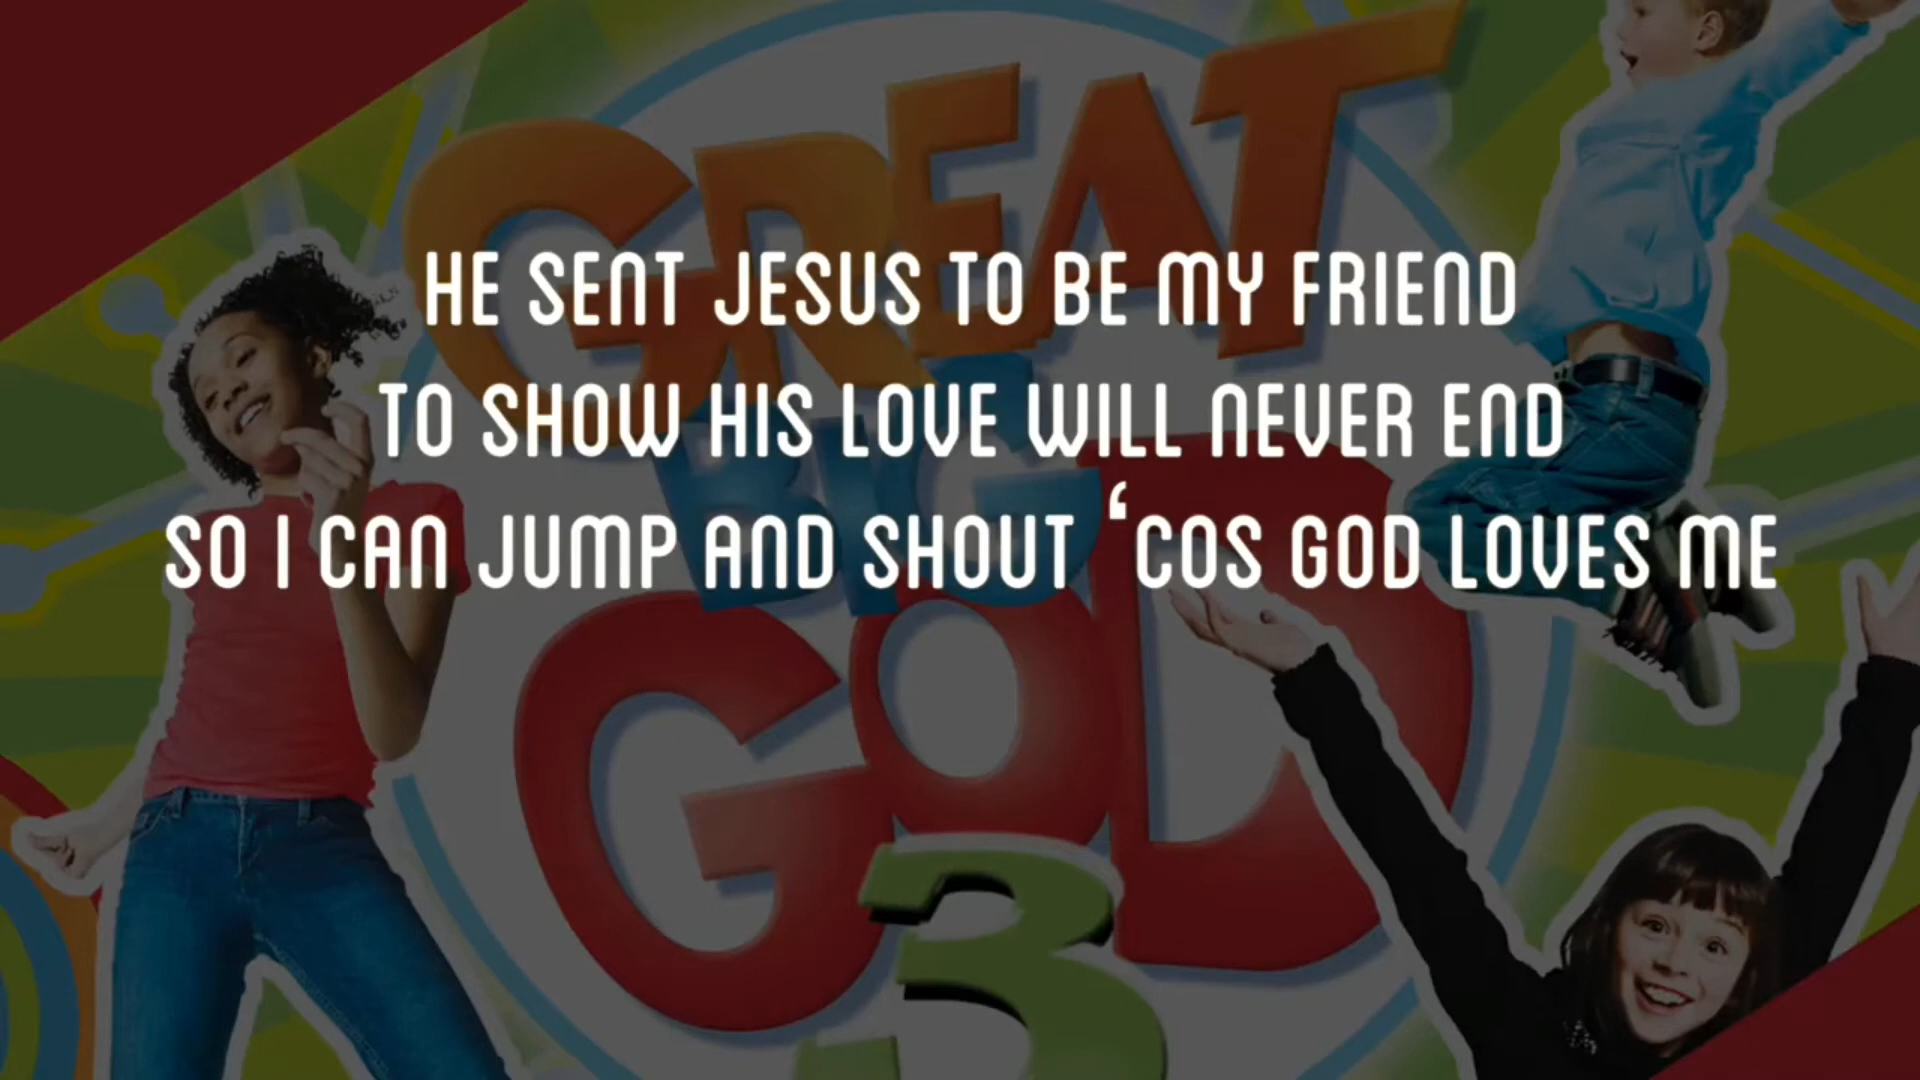 HE SENT JESUS TO BE MY FRIEND
TO SHOW HIS LOVE WILL NEVER END
SO I CAN JUMP AND SHOUT ‘COS GOD LOVES ME
GREAT
BIG
GOD
3